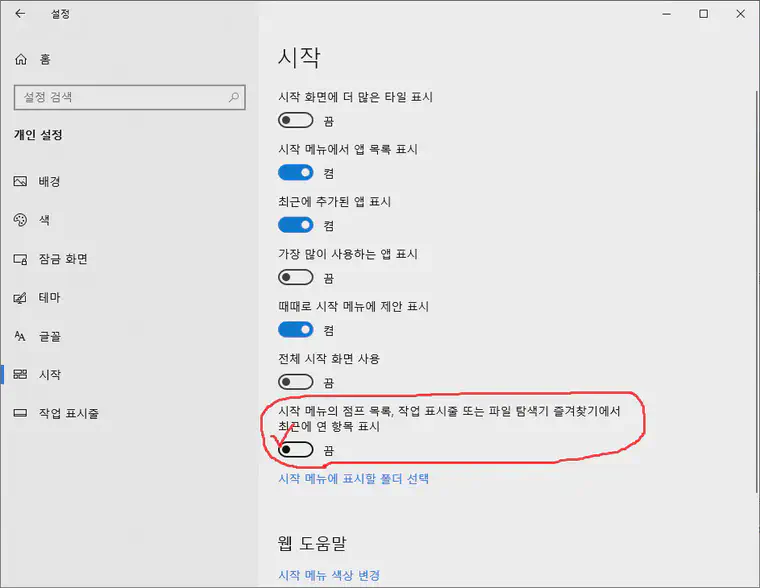 설정
홈
설정 검색
개인 설정
배경
색
잠금 화면
테마
글꼴
시작
작업 표시줄
시작
시작 화면에 더 많은 타일 표시
끔
시작 메뉴에서 앱 목록 표시
켬
최근에 추가된 앱 표시
켬
가장 많이 사용하는 앱 표시
끔
때때로 시작 메뉴에 제안 표시
켬
전체 시작 화면 사용
끔
시작 메뉴의 점프 목록, 작업 표시줄 또는 파일 탐색기 즐겨찾기에서
최근에 연 항목 표시
끔
시작 메뉴에 표시할 폴더 선택
웹 도움말
시작 메뉴 색상 변경